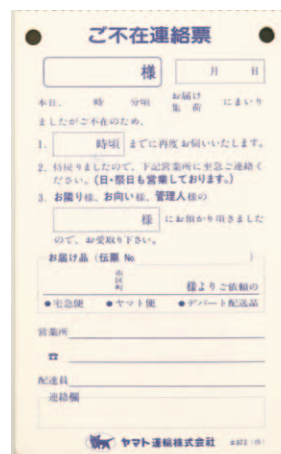 ご不在連絡票
様
月 日
本日、 時 分頃 お届け 集荷 にまいり
ましたがご不在のため、
1. 時頃 までに再度お伺いいたします。
2. 持戻りましたので、下記営業所に至急ご連絡く
ださい。(日・祭日も営業しております。)
3. お隣り様、お向い様、管理人様の
様 にお預かり頂きました
ので、お受取り下さい。
お届け品(伝票 No. )
市区町 様よりご依頼の
●宅急便 ●ヤマト便 ●デパート配送品
営業所
☎
配達員
連絡欄
ヤマト運輸株式会社